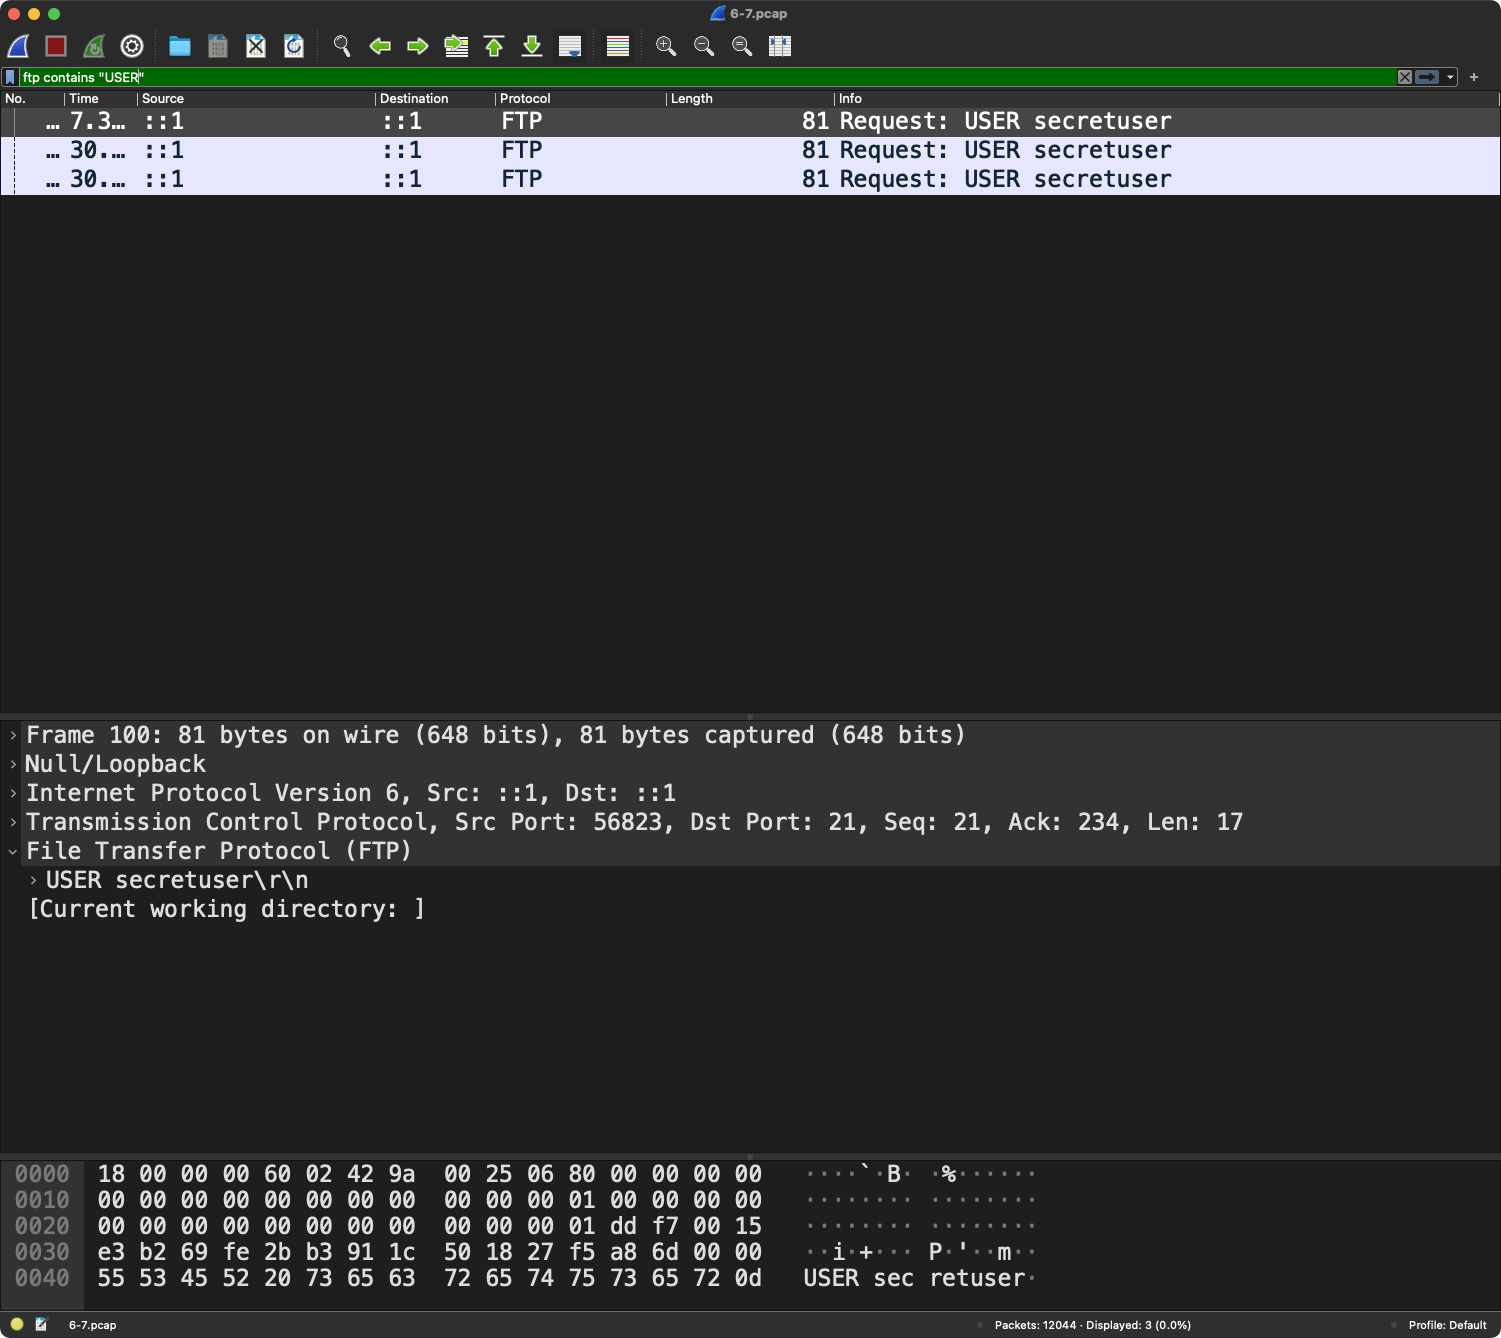 6-7.pcap
ftp contains "USER"
No. Time Source Destination Protocol Length Info
… 7.3… ::1 ::1 FTP 81 Request: USER secretuser
… 30.… ::1 ::1 FTP 81 Request: USER secretuser
… 30.… ::1 ::1 FTP 81 Request: USER secretuser
Frame 100: 81 bytes on wire (648 bits), 81 bytes captured (648 bits)
Null/Loopback
Internet Protocol Version 6, Src: ::1, Dst: ::1
Transmission Control Protocol, Src Port: 56823, Dst Port: 21, Seq: 21, Ack: 234, Len: 17
File Transfer Protocol (FTP)
USER secretuser\r\n
[Current working directory: ]
0000 18 00 00 00 60 02 42 9a 00 25 06 80 00 00 00 00 ····`·B· ·%······
0010 00 00 00 00 00 00 00 00 00 00 00 01 00 00 00 00 ········ ········
0020 00 00 00 00 00 00 00 00 00 00 00 01 dd f7 00 15 ········ ········
0030 e3 b2 69 fe 2b b3 91 1c 50 18 27 f5 a8 6d 00 00 ··i·+··· P·'··m··
0040 55 53 45 52 20 73 65 63 72 65 74 75 73 65 72 0d USER sec retuser·
6-7.pcap Packets: 12044 · Displayed: 3 (0.0%) Profile: Default